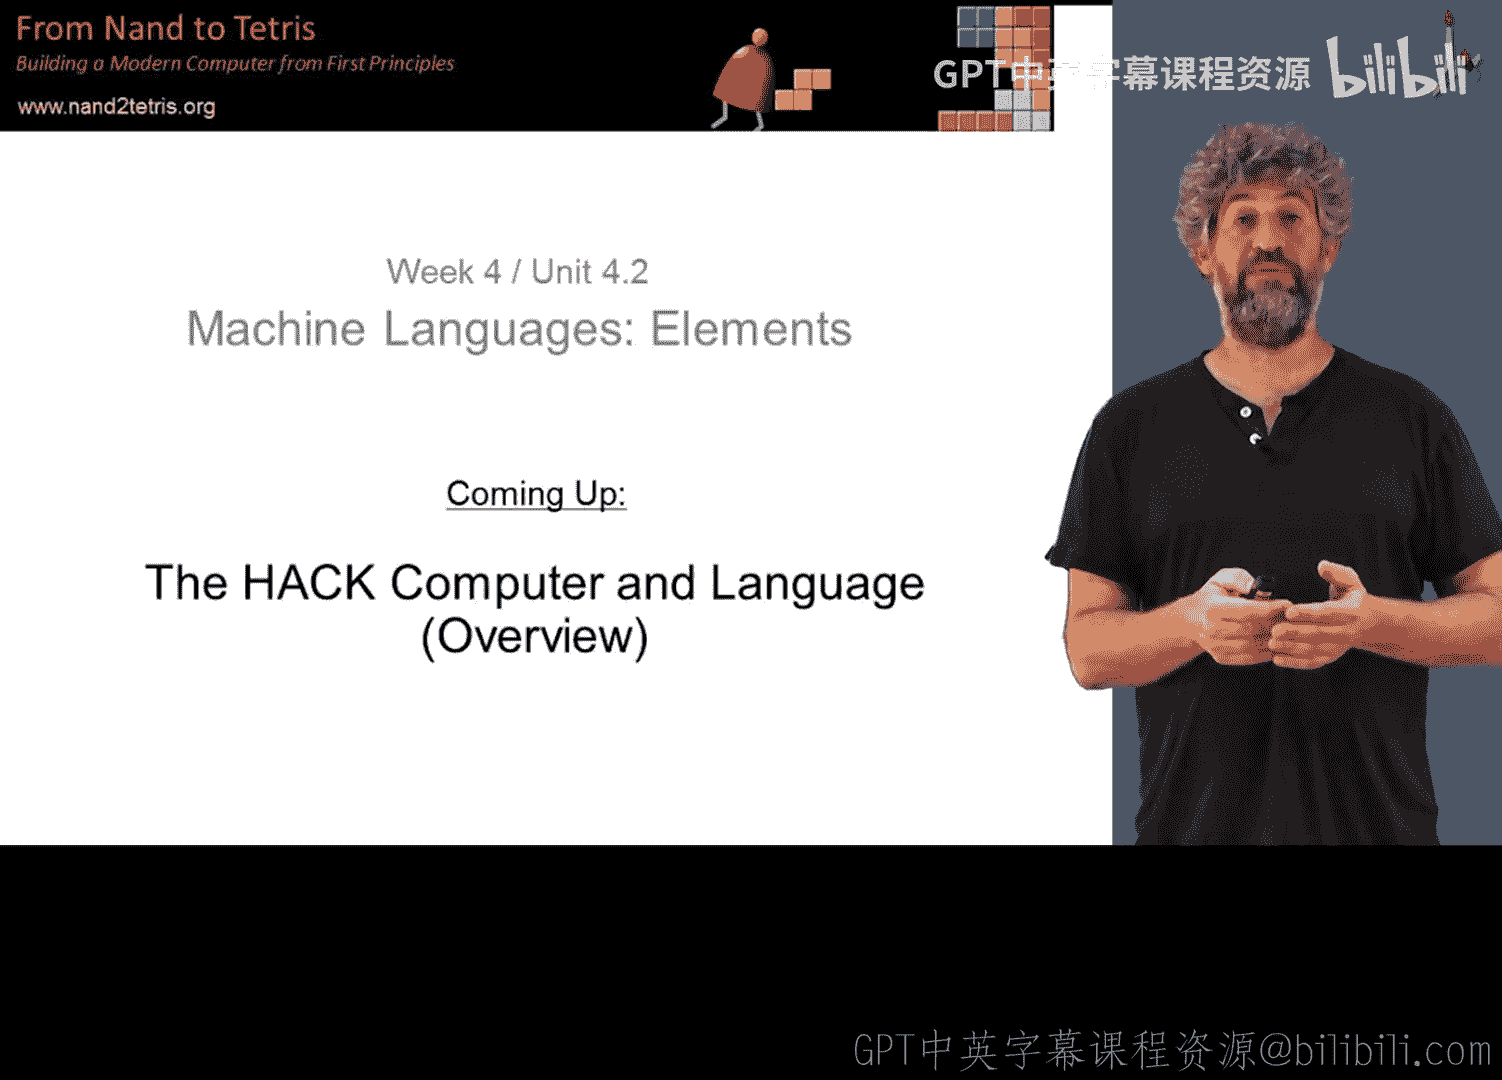 From Nand to Tetris
Building a Modern Computer from First Principles
www.nand2tetris.org
GPT中英字幕课程资源 bilibili
Week 4 / Unit 4.2
Machine Languages: Elements
Coming Up:
The HACK Computer and Language
(Overview)
GPT中英字幕课程资源@bilibili.com